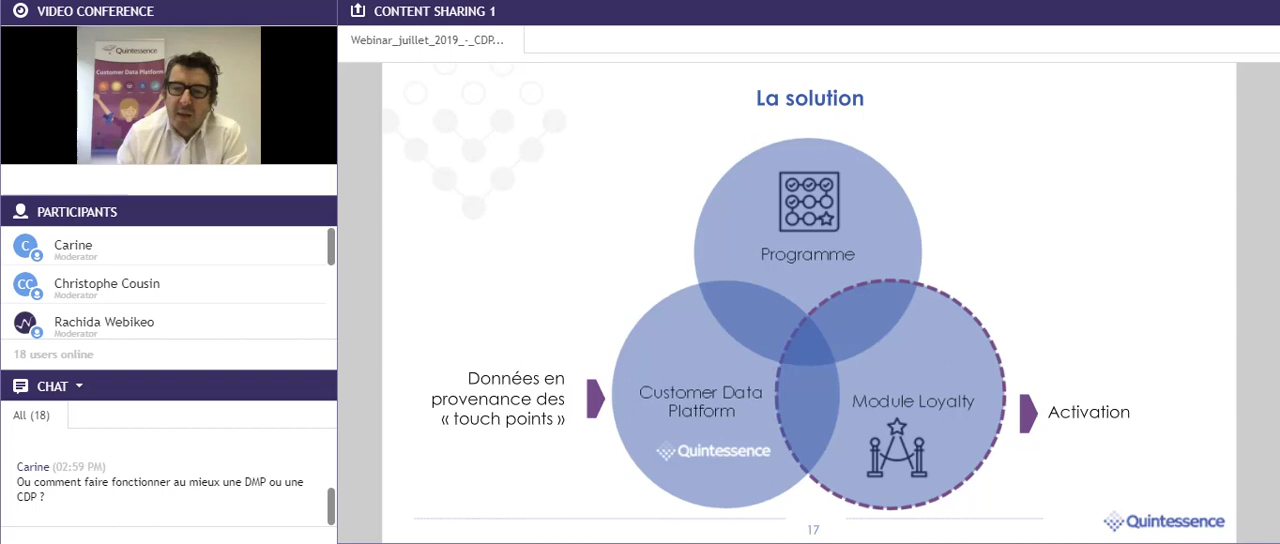 VIDEO CONFERENCE
Quintessence
Customer Data Platform
PARTICIPANTS
C
Carine
Moderator
CC
Christophe Cousin
Moderator
Rachida Webikeo
Moderator
18 users online
CHAT
All (18)
Carine (02:59 PM)
Ou comment faire fonctionner au mieux une DMP ou une
CDP ?
CONTENT SHARING 1
Webinar_juillet_2019_-_CDP...
La solution
Programme
Données en
provenance des
« touch points »
Customer Data
Platform
Quintessence
Module Loyalty
Activation
17
Quintessence